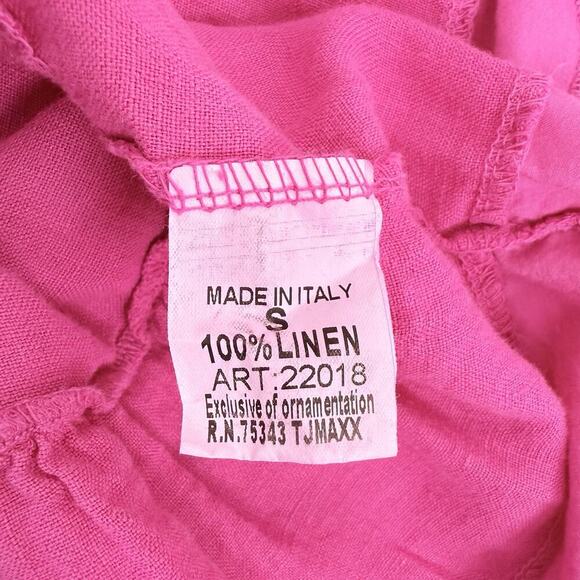 MADE IN ITALY
S
100% LINEN
ART:22018
Exclusive of ornamentation
R.N.75343 TJMAXX